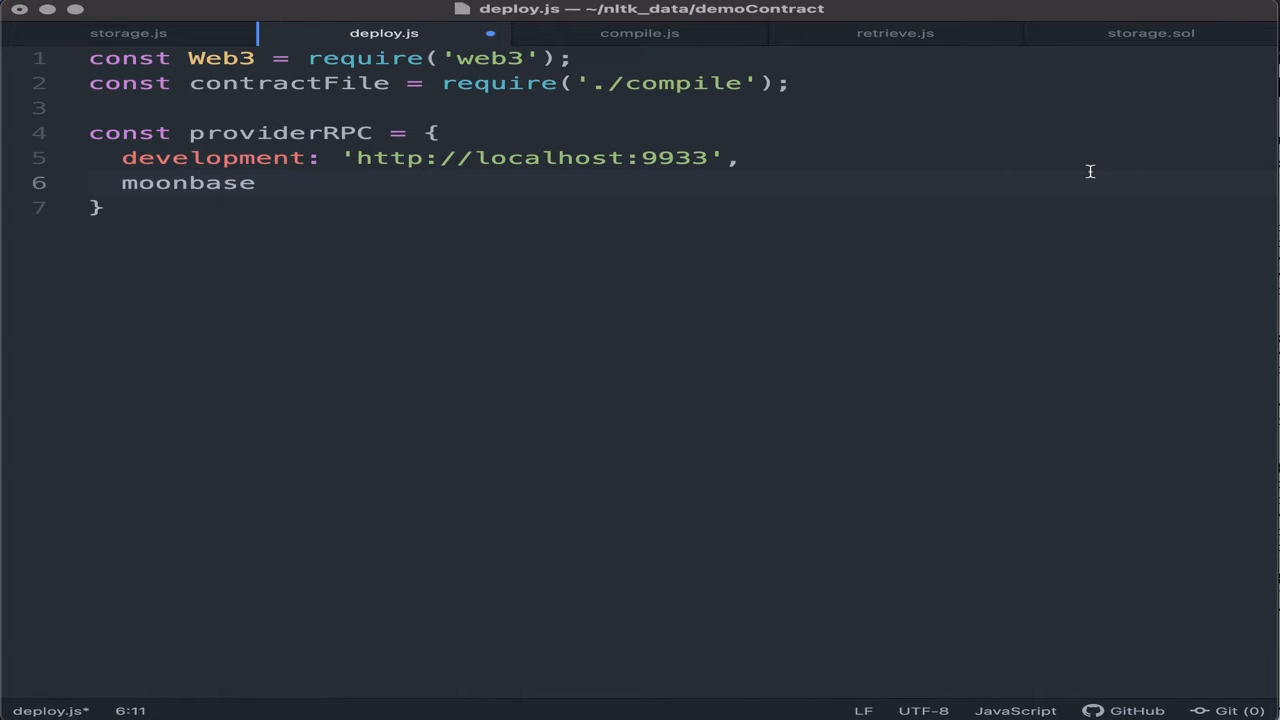 deploy.js — ~/nltk_data/demoContract
storage.js deploy.js compile.js retrieve.js storage.sol
1 const Web3 = require('web3');
2 const contractFile = require('./compile');
3
4 const providerRPC = {
5   development: 'http://localhost:9933',
6   moonbase
7 }
deploy.js* 6:11 LF UTF-8 JavaScript GitHub Git (0)